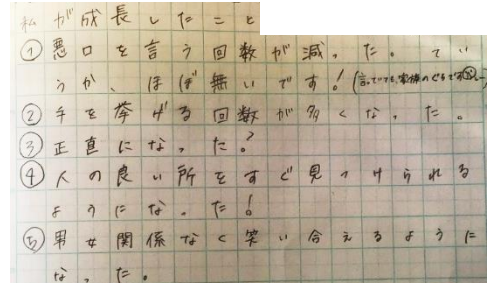 私が成長したこと
①悪口を言う回数が減った。てい
うか、ほぼ無いです！(言っていても、家族のぐちです
②手を挙げる回数が多くなった。
③正直になった？
④人の良い所をすぐ見つけられる
ようになった！
⑤男女関係なく笑い合えるように
なった。